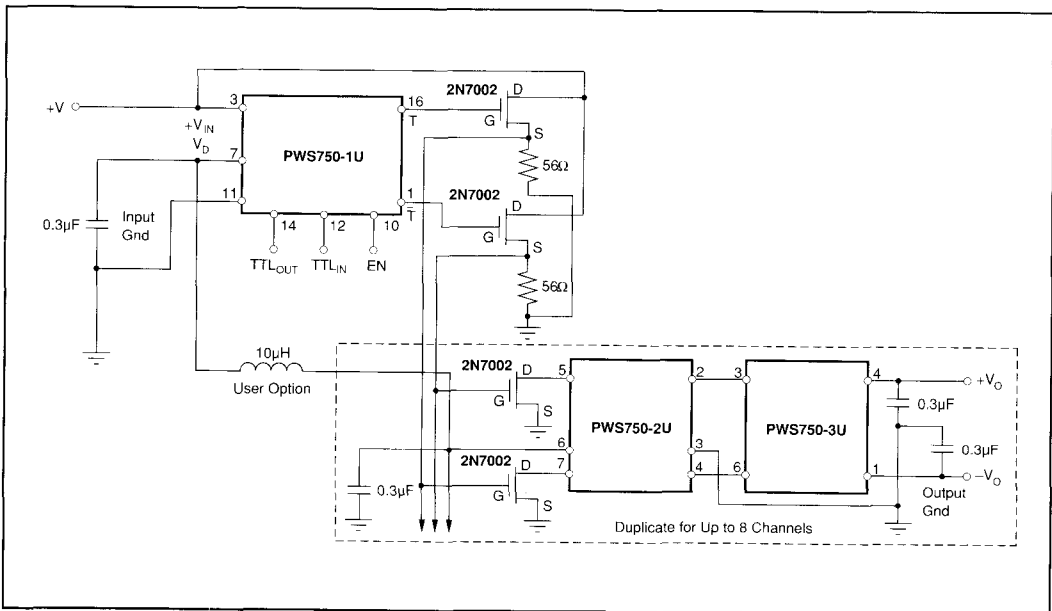 2N7002
D
G
S
+V
3
16
T
+V_IN
V_D
7
PWS750-1U
56Ω
2N7002
D
G
S
11
1
T̅
0.3µF
Input
Gnd
14
12
10
TTL_OUT
TTL_IN
EN
56Ω
10µH
User Option
2N7002
D
G
S
5
2
3
4
+V_O
0.3µF
PWS750-2U
PWS750-3U
6
3
0.3µF
2N7002
D
G
S
7
4
6
1
–V_O
0.3µF
Output
Gnd
Duplicate for Up to 8 Channels